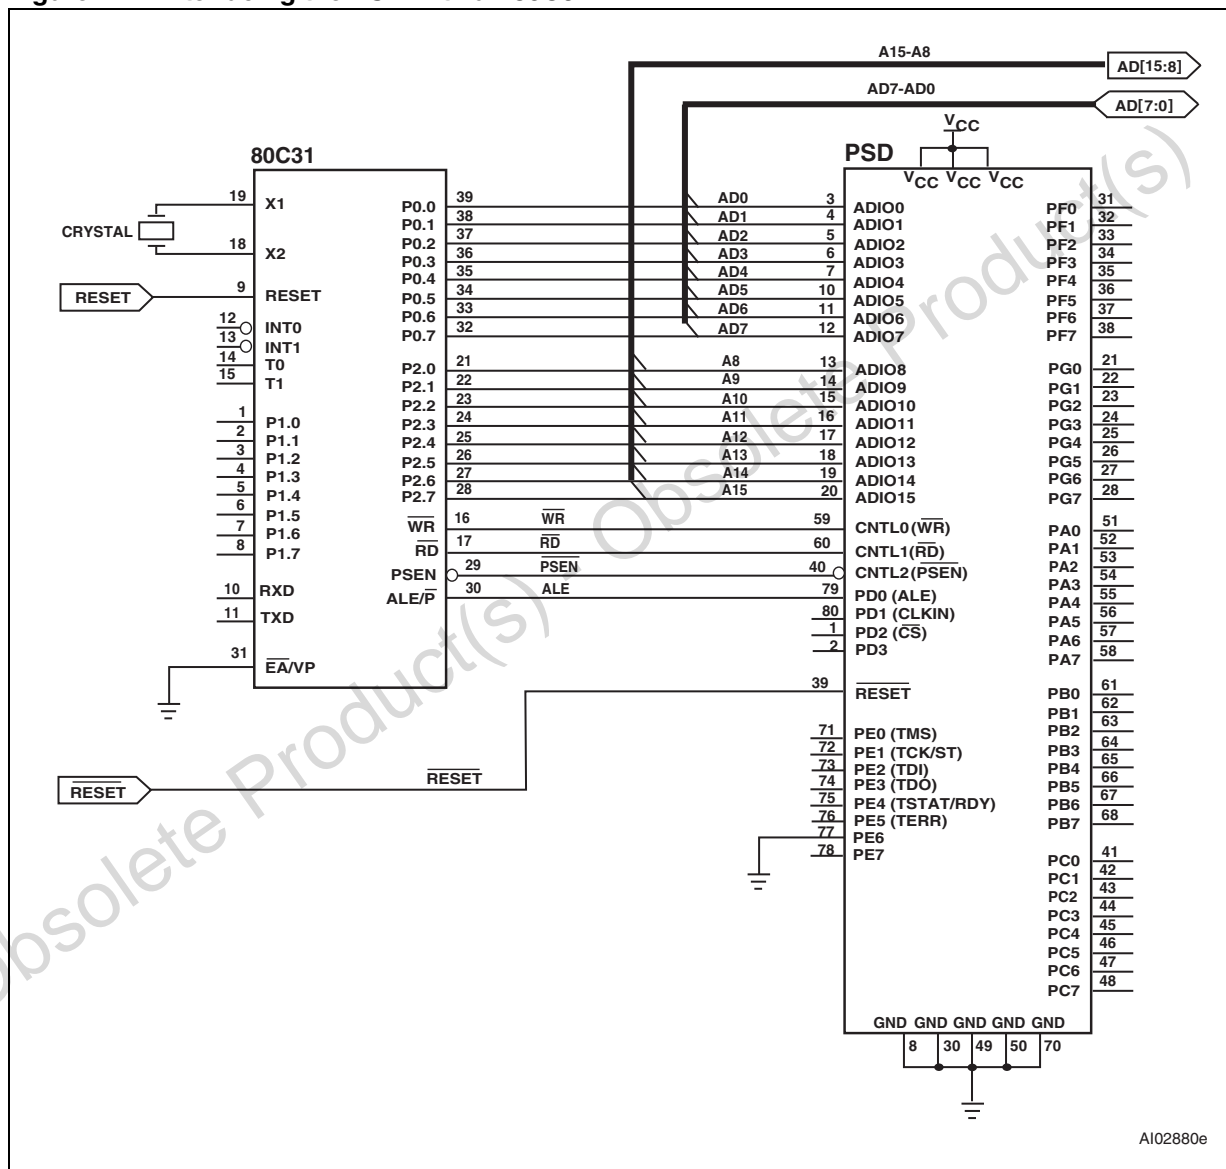 A15-A8
AD[15:8]
AD7-AD0
AD[7:0]
VCC
80C31
PSD
VCC VCC VCC
CRYSTAL
19 X1
18 X2
RESET
9 RESET
12 INT0
13 INT1
14 T0
15 T1
1 P1.0
2 P1.1
3 P1.2
4 P1.3
5 P1.4
6 P1.5
7 P1.6
8 P1.7
10 RXD
11 TXD
31 EA/VP
P0.0 39 AD0 3 ADIO0
P0.1 38 AD1 4 ADIO1
P0.2 37 AD2 5 ADIO2
P0.3 36 AD3 6 ADIO3
P0.4 35 AD4 7 ADIO4
P0.5 34 AD5 10 ADIO5
P0.6 33 AD6 11 ADIO6
P0.7 32 AD7 12 ADIO7
P2.0 21 A8 13 ADIO8
P2.1 22 A9 14 ADIO9
P2.2 23 A10 15 ADIO10
P2.3 24 A11 16 ADIO11
P2.4 25 A12 17 ADIO12
P2.5 26 A13 18 ADIO13
P2.6 27 A14 19 ADIO14
P2.7 28 A15 20 ADIO15
WR 16 WR 59 CNTL0(WR)
RD 17 RD 60 CNTL1(RD)
PSEN 29 PSEN 40 CNTL2(PSEN)
ALE/P 30 ALE 79 PD0 (ALE)
80 PD1 (CLKIN)
1 PD2 (CS)
2 PD3
39 RESET
71 PE0 (TMS)
72 PE1 (TCK/ST)
73 PE2 (TDI)
74 PE3 (TDO)
75 PE4 (TSTAT/RDY)
76 PE5 (TERR)
77 PE6
78 PE7
RESET
RESET
PF0 31
PF1 32
PF2 33
PF3 34
PF4 35
PF5 36
PF6 37
PF7 38
PG0 21
PG1 22
PG2 23
PG3 24
PG4 25
PG5 26
PG6 27
PG7 28
PA0 51
PA1 52
PA2 53
PA3 54
PA4 55
PA5 56
PA6 57
PA7 58
PB0 61
PB1 62
PB2 63
PB3 64
PB4 65
PB5 66
PB6 67
PB7 68
PC0 41
PC1 42
PC2 43
PC3 44
PC4 45
PC5 46
PC6 47
PC7 48
GND GND GND GND GND
8 30 49 50 70
AI02880e
Obsolete Product(s) - Obsolete Product(s)